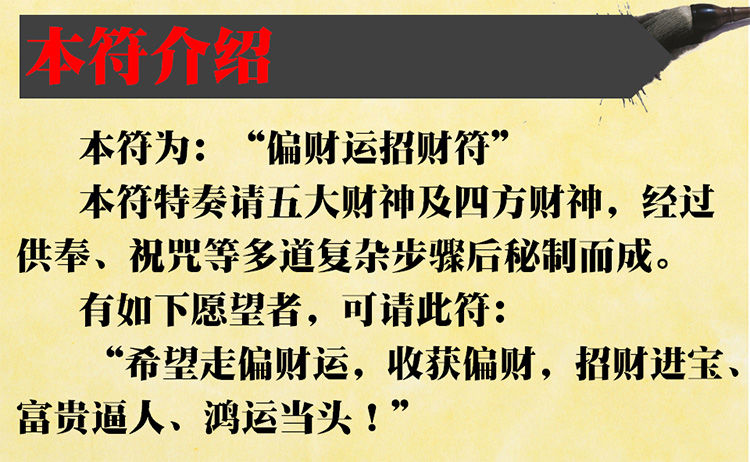 本符介绍
本符为：“偏财运招财符”
本符特奏请五大财神及四方财神，经过
供奉、祝咒等多道复杂步骤后秘制而成。
有如下愿望者，可请此符：
“希望走偏财运，收获偏财，招财进宝、
富贵逼人、鸿运当头！”